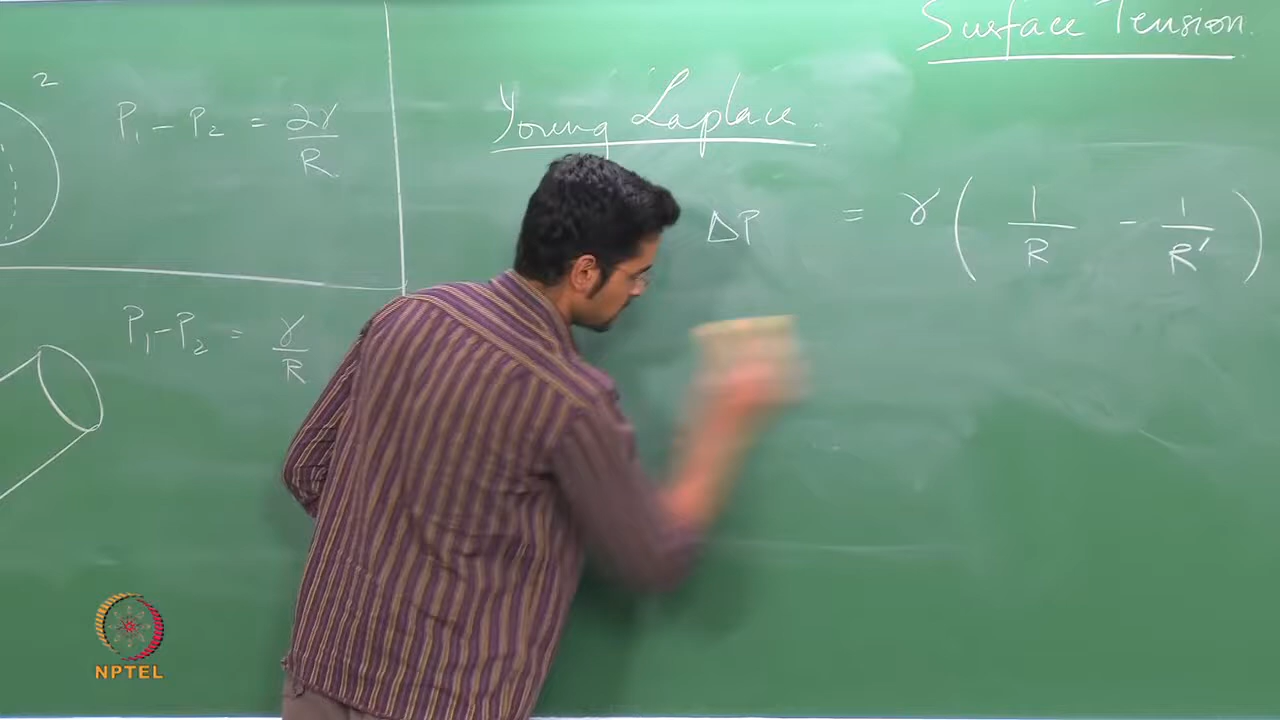 Surface Tension
2
P₁ - P₂ = 2γ/R
Young Laplace
ΔP = γ ( 1/R - 1/R′ )
P₁-P₂ = γ/R
NPTEL